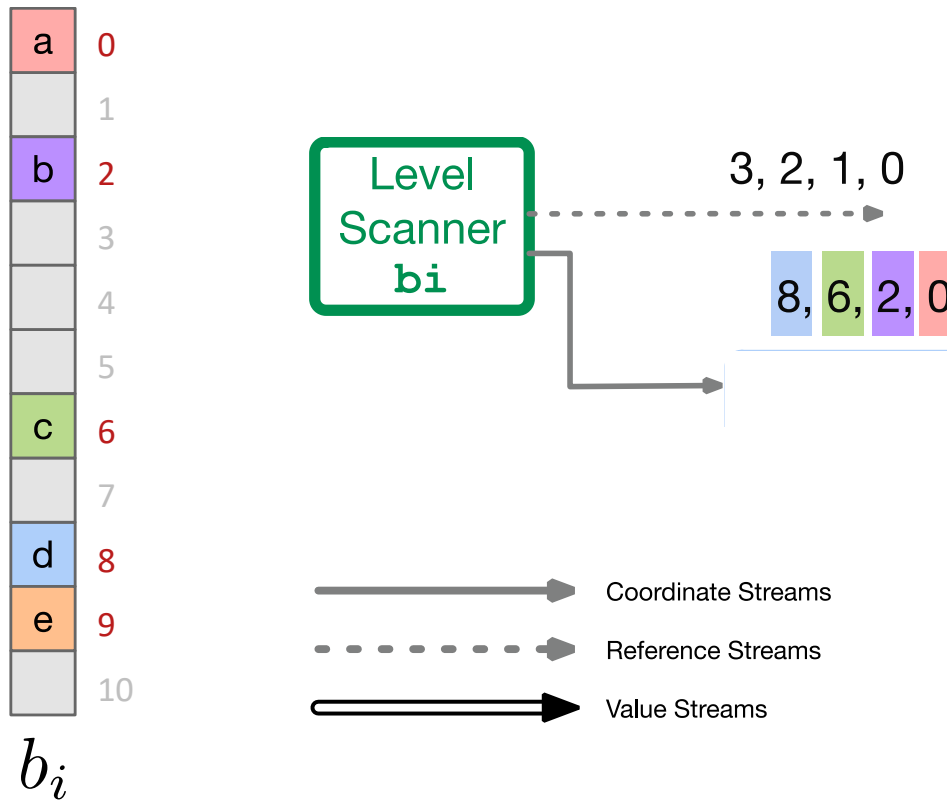 a 0
1
b 2
3
4
5
c 6
7
d 8
e 9
10
b_i
Level
Scanner
bi
3, 2, 1, 0
8, 6, 2, 0
Coordinate Streams
Reference Streams
Value Streams